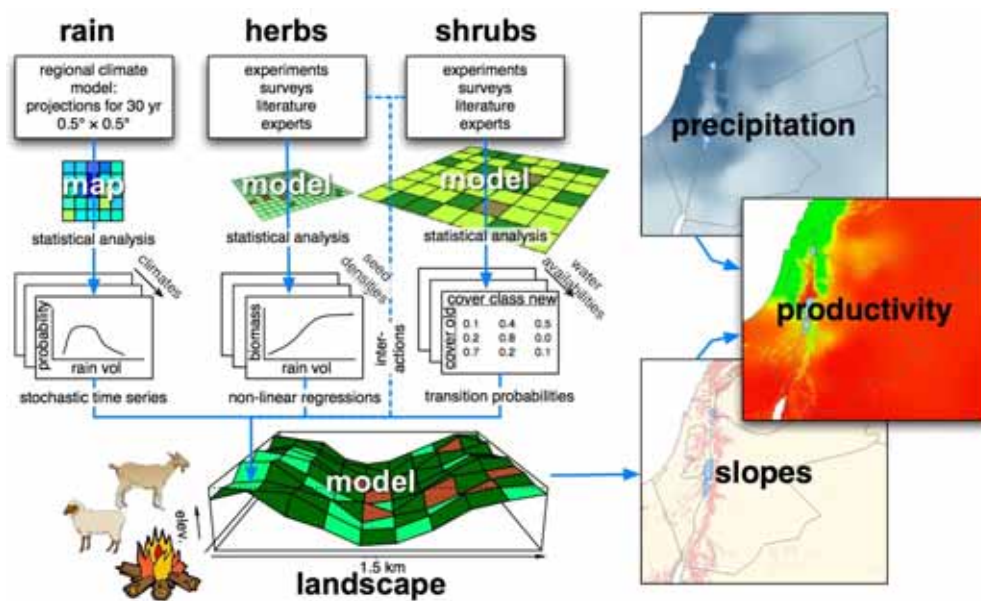 rain
herbs
shrubs
regional climate
model:
projections for 30 yr
0.5° × 0.5°
experiments
surveys
literature
experts
experiments
surveys
literature
experts
map
model
model
statistical analysis
statistical analysis
statistical analysis
climates
seed
densities
water
availabilities
inter-
actions
probability
rain vol
biomass
rain vol
cover class new
cover old
0.1 0.4 0.5
0.2 0.8 0.0
0.7 0.2 0.1
stochastic time series
non-linear regressions
transition probabilities
model
elev.
1.5 km
landscape
precipitation
productivity
slopes